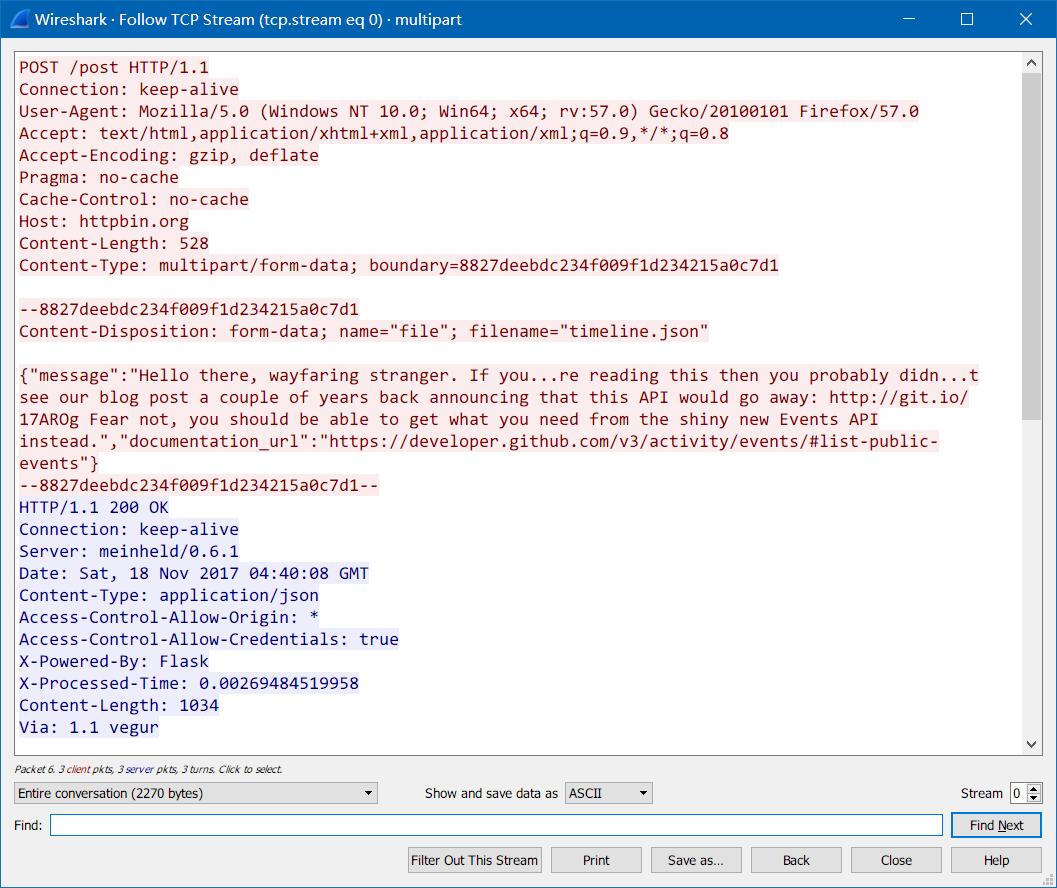 Wireshark · Follow TCP Stream (tcp.stream eq 0) · multipart
POST /post HTTP/1.1
Connection: keep-alive
User-Agent: Mozilla/5.0 (Windows NT 10.0; Win64; x64; rv:57.0) Gecko/20100101 Firefox/57.0
Accept: text/html,application/xhtml+xml,application/xml;q=0.9,*/*;q=0.8
Accept-Encoding: gzip, deflate
Pragma: no-cache
Cache-Control: no-cache
Host: httpbin.org
Content-Length: 528
Content-Type: multipart/form-data; boundary=8827deebdc234f009f1d234215a0c7d1
--8827deebdc234f009f1d234215a0c7d1
Content-Disposition: form-data; name="file"; filename="timeline.json"
{"message":"Hello there, wayfaring stranger. If you...re reading this then you probably didn...t
see our blog post a couple of years back announcing that this API would go away: http://git.io/
17AROg Fear not, you should be able to get what you need from the shiny new Events API
instead.","documentation_url":"https://developer.github.com/v3/activity/events/#list-public-
events"}
--8827deebdc234f009f1d234215a0c7d1--
HTTP/1.1 200 OK
Connection: keep-alive
Server: meinheld/0.6.1
Date: Sat, 18 Nov 2017 04:40:08 GMT
Content-Type: application/json
Access-Control-Allow-Origin: *
Access-Control-Allow-Credentials: true
X-Powered-By: Flask
X-Processed-Time: 0.00269484519958
Content-Length: 1034
Via: 1.1 vegur
Packet 6. 3 client pkts, 3 server pkts, 3 turns. Click to select.
Entire conversation (2270 bytes) Show and save data as ASCII Stream 0
Find: Find Next
Filter Out This Stream Print Save as... Back Close Help